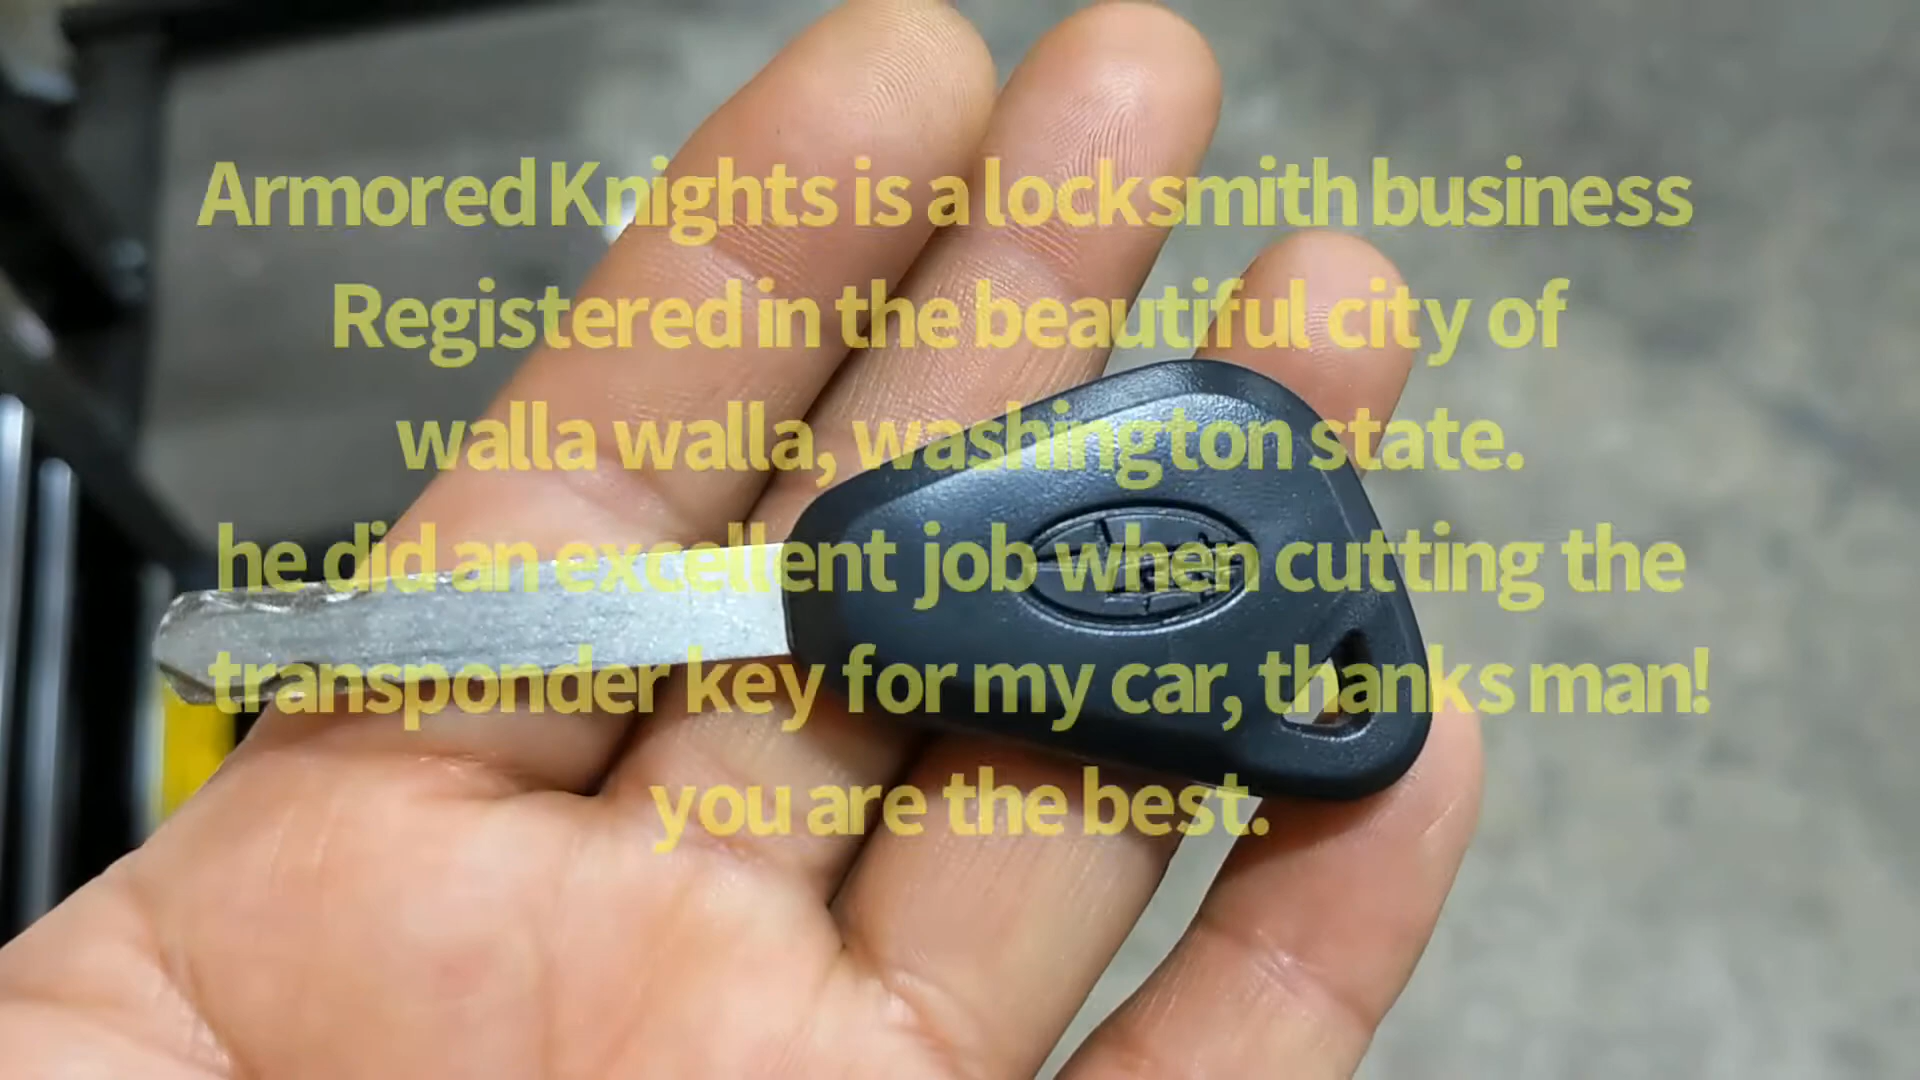 Armored Knights is a locksmith business
Registered in the beautiful city of
walla walla, washington state.
he did an excellent job when cutting the
transponder key for my car, thanks man!
you are the best.